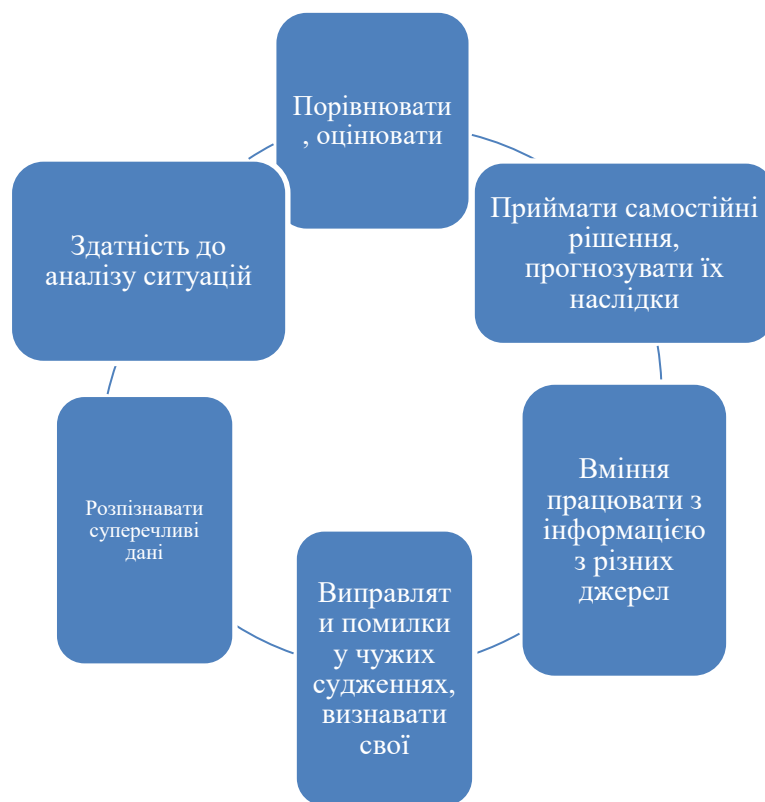 Порівнювати
, оцінювати
Приймати самостійні
рішення,
прогнозувати їх
наслідки
Вміння
працювати з
інформацією
з різних
джерел
Виправлят
и помилки
у чужих
судженнях,
визнавати
свої
Розпізнавати
суперечливі
дані
Здатність до
аналізу ситуацій